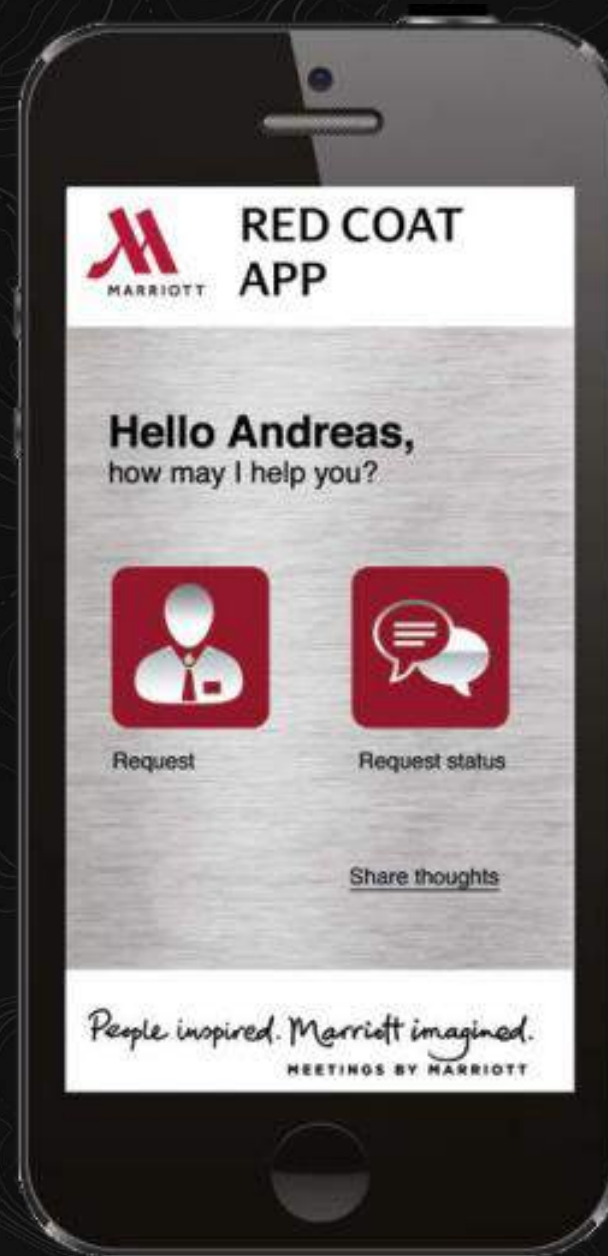 MARRIOTT
RED COAT
APP
Hello Andreas,
how may I help you?
Request
Request status
Share thoughts
People inspired. Marriott imagined.
MEETINGS BY MARRIOTT